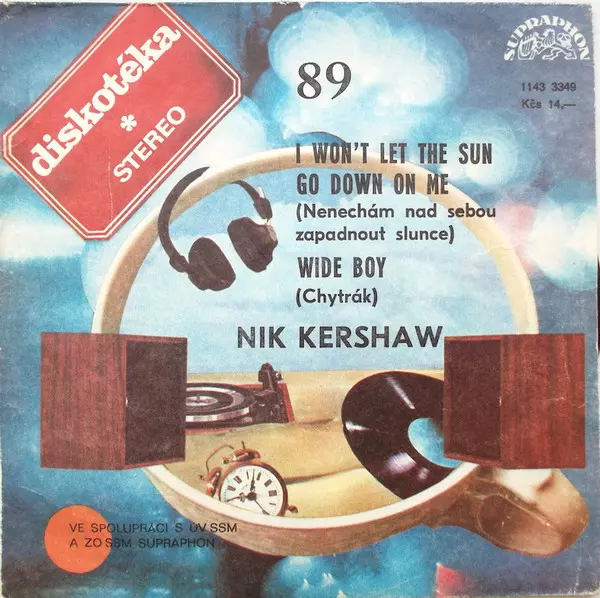 diskotéka
*
STEREO
SUPRAPHON
89
1143 3349
Kčs 14,—
I WON'T LET THE SUN
GO DOWN ON ME
(Nenechám nad sebou
zapadnout slunce)
WIDE BOY
(Chytrák)
NIK KERSHAW
VE SPOLUPRÁCI S ÚV SSM
A ZO SSM SUPRAPHON